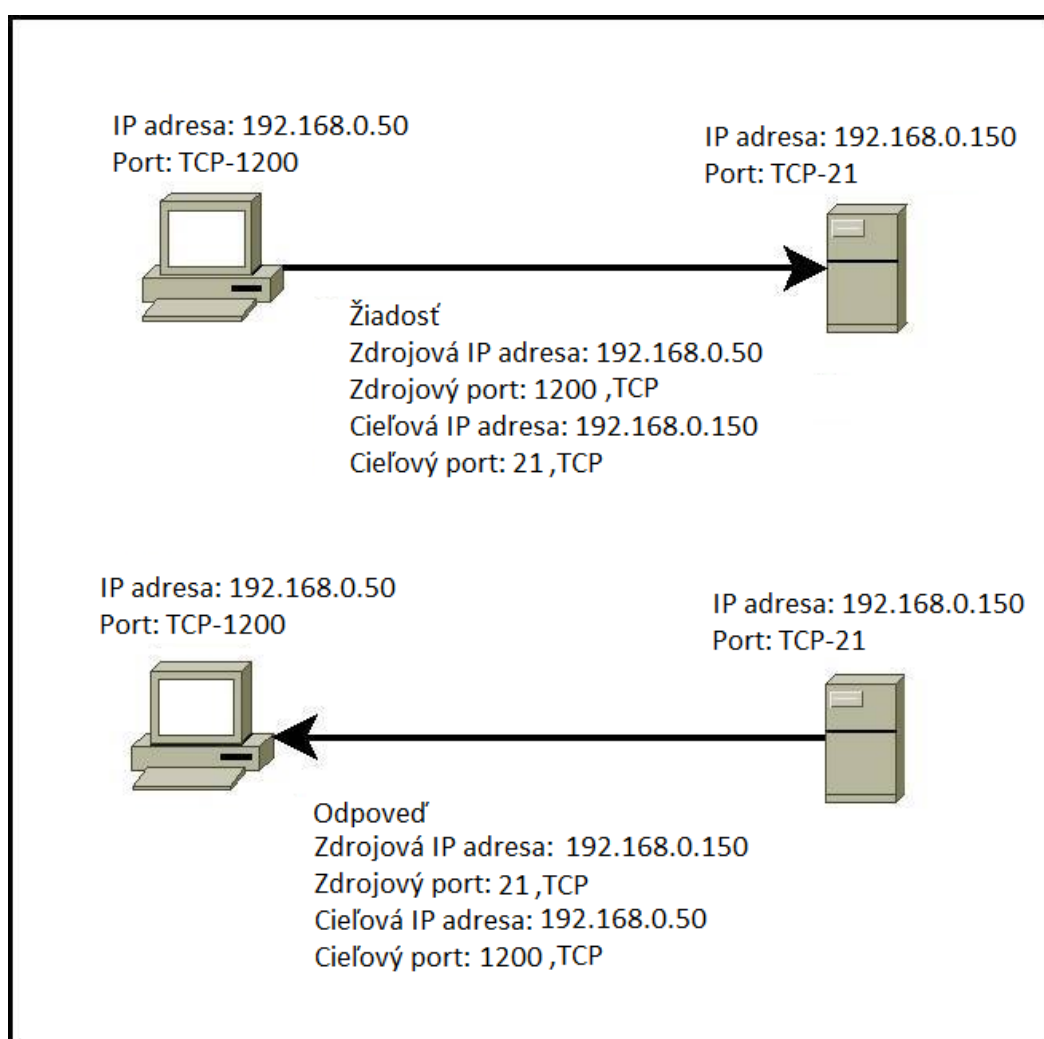 IP adresa: 192.168.0.50
Port: TCP-1200
IP adresa: 192.168.0.150
Port: TCP-21
Žiadosť
Zdrojová IP adresa: 192.168.0.50
Zdrojový port: 1200 ,TCP
Cieľová IP adresa: 192.168.0.150
Cieľový port: 21 ,TCP
IP adresa: 192.168.0.50
Port: TCP-1200
IP adresa: 192.168.0.150
Port: TCP-21
Odpoveď
Zdrojová IP adresa: 192.168.0.150
Zdrojový port: 21 ,TCP
Cieľová IP adresa: 192.168.0.50
Cieľový port: 1200 ,TCP